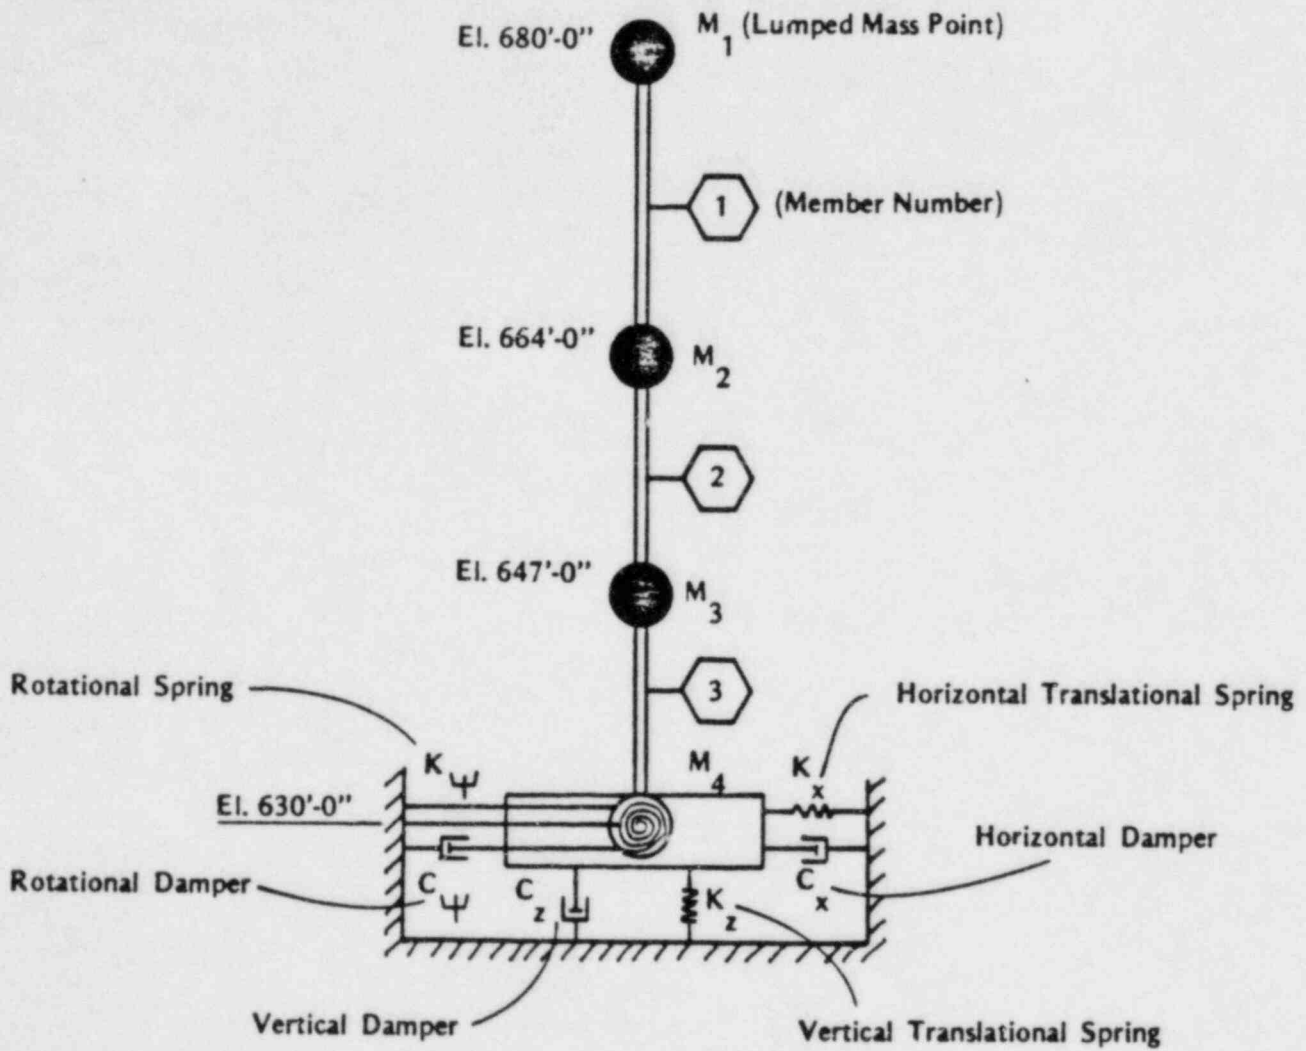 El. 680'-0" M1 (Lumped Mass Point)
1 (Member Number)
El. 664'-0" M2
2
El. 647'-0" M3
3
Rotational Spring
Horizontal Translational Spring
KΨ M4 Kx
El. 630'-0"
Horizontal Damper
Rotational Damper CΨ Cz Kz Cx
Vertical Damper
Vertical Translational Spring